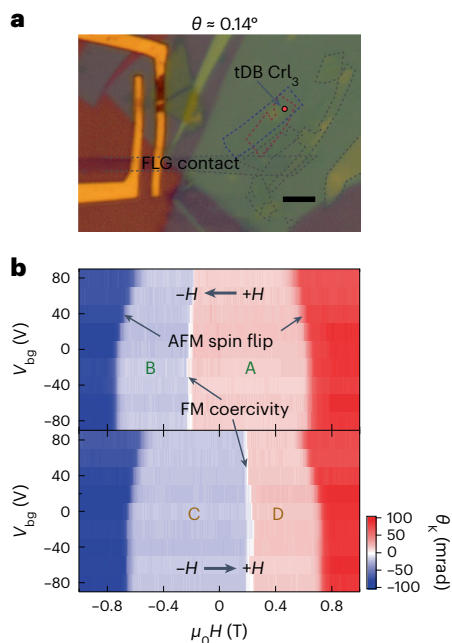 a
θ ≈ 0.14°
tDB CrI3
FLG contact
b
80
40
0
−40
−80
Vbg (V)
−H
+H
AFM spin flip
B
A
FM coercivity
80
40
0
−40
−80
Vbg (V)
C
D
−H
+H
−0.8
−0.4
0
0.4
0.8
μ0H (T)
100
50
0
−50
−100
θK (mrad)